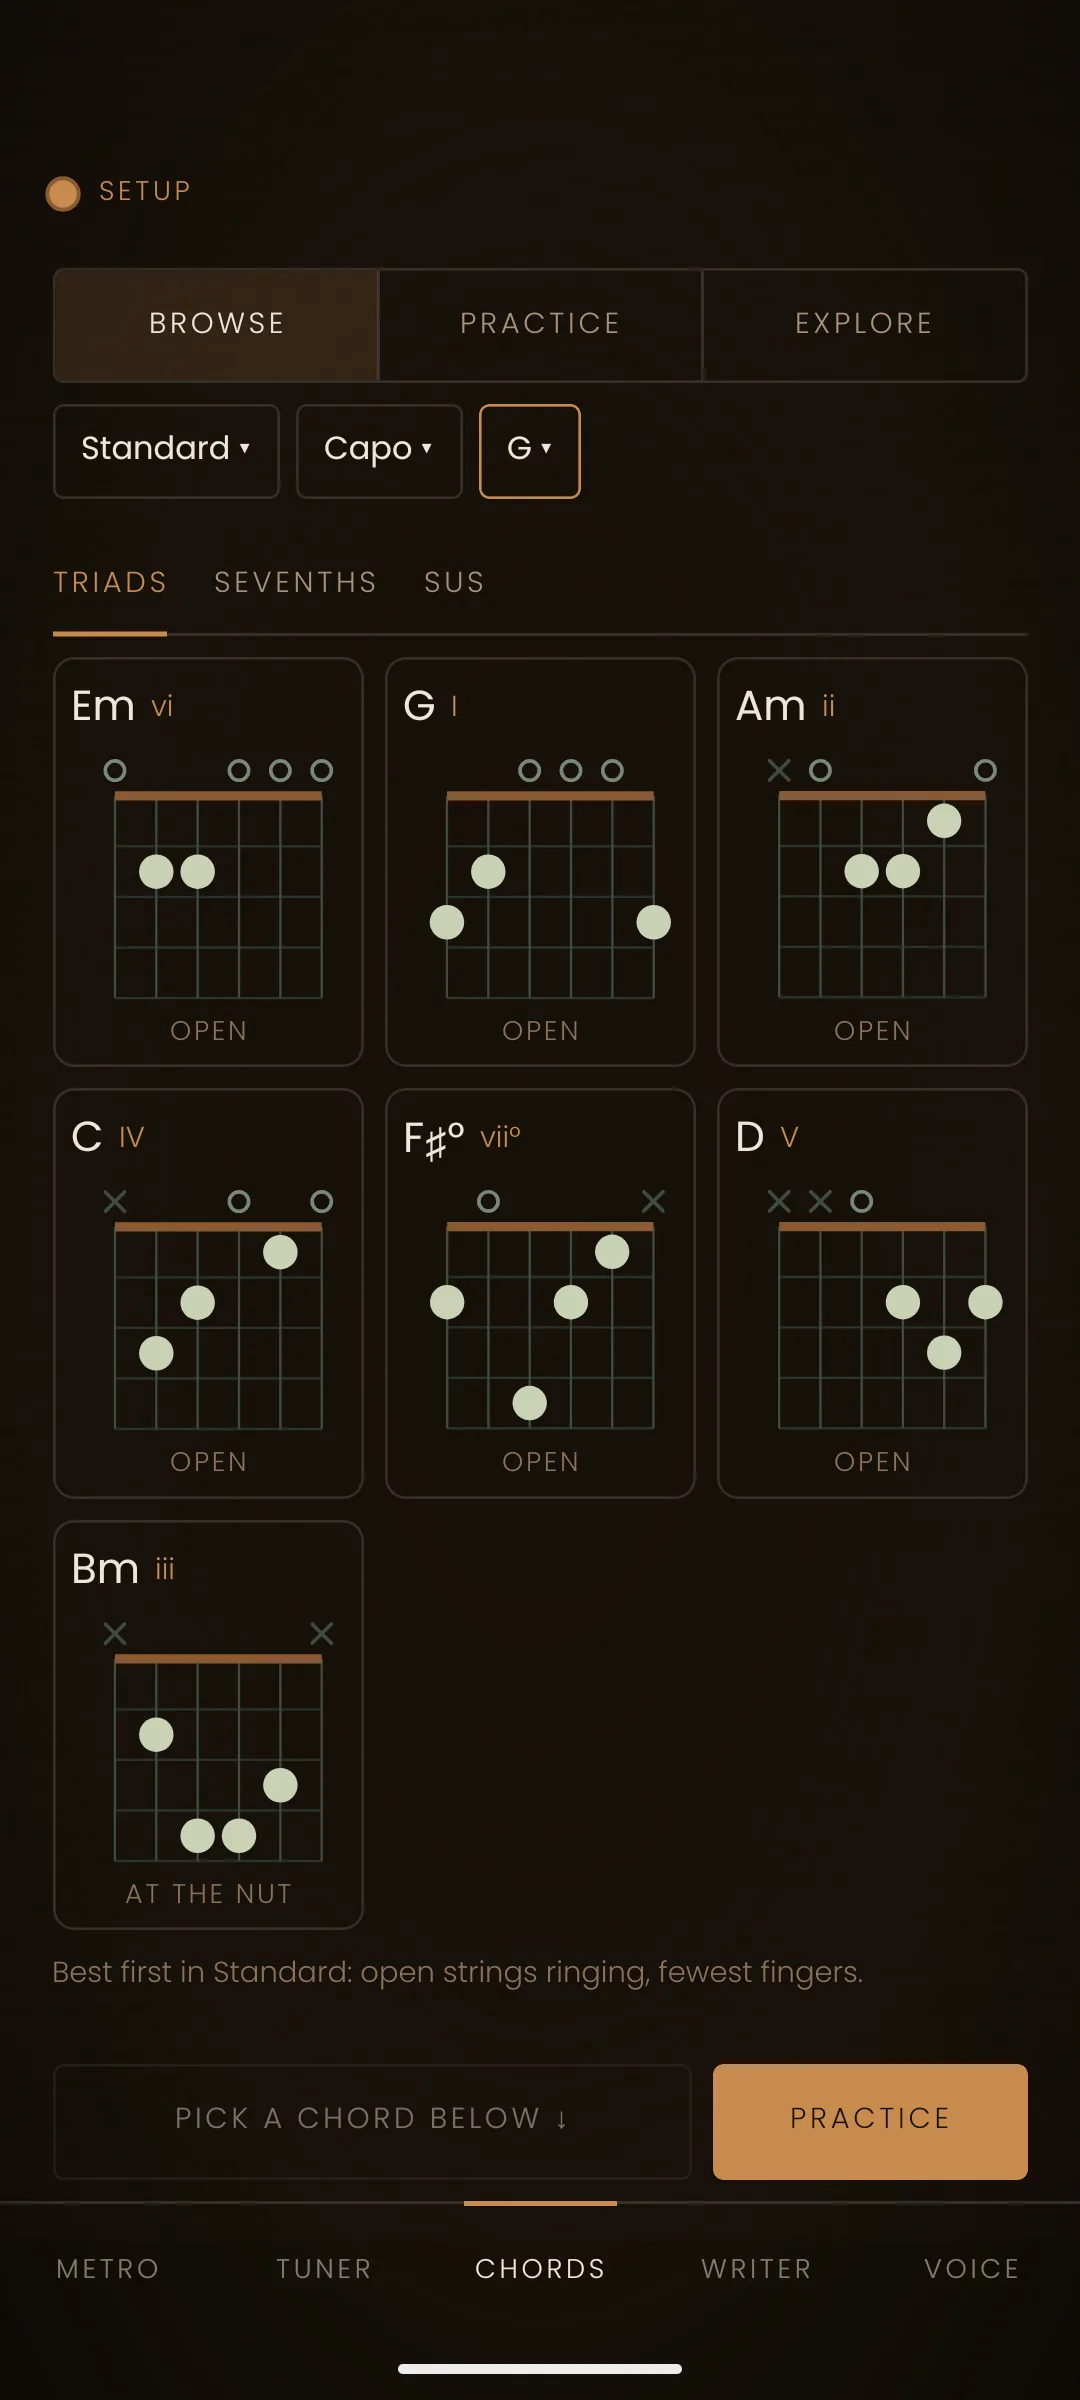 SETUP
BROWSE PRACTICE EXPLORE
Standard ▾ Capo ▾ G ▾
TRIADS SEVENTHS SUS
Em vi G I Am ii
OPEN OPEN OPEN
C IV F♯° vii° D V
OPEN OPEN OPEN
Bm iii
AT THE NUT
Best first in Standard: open strings ringing, fewest fingers.
PICK A CHORD BELOW ↓ PRACTICE
METRO TUNER CHORDS WRITER VOICE